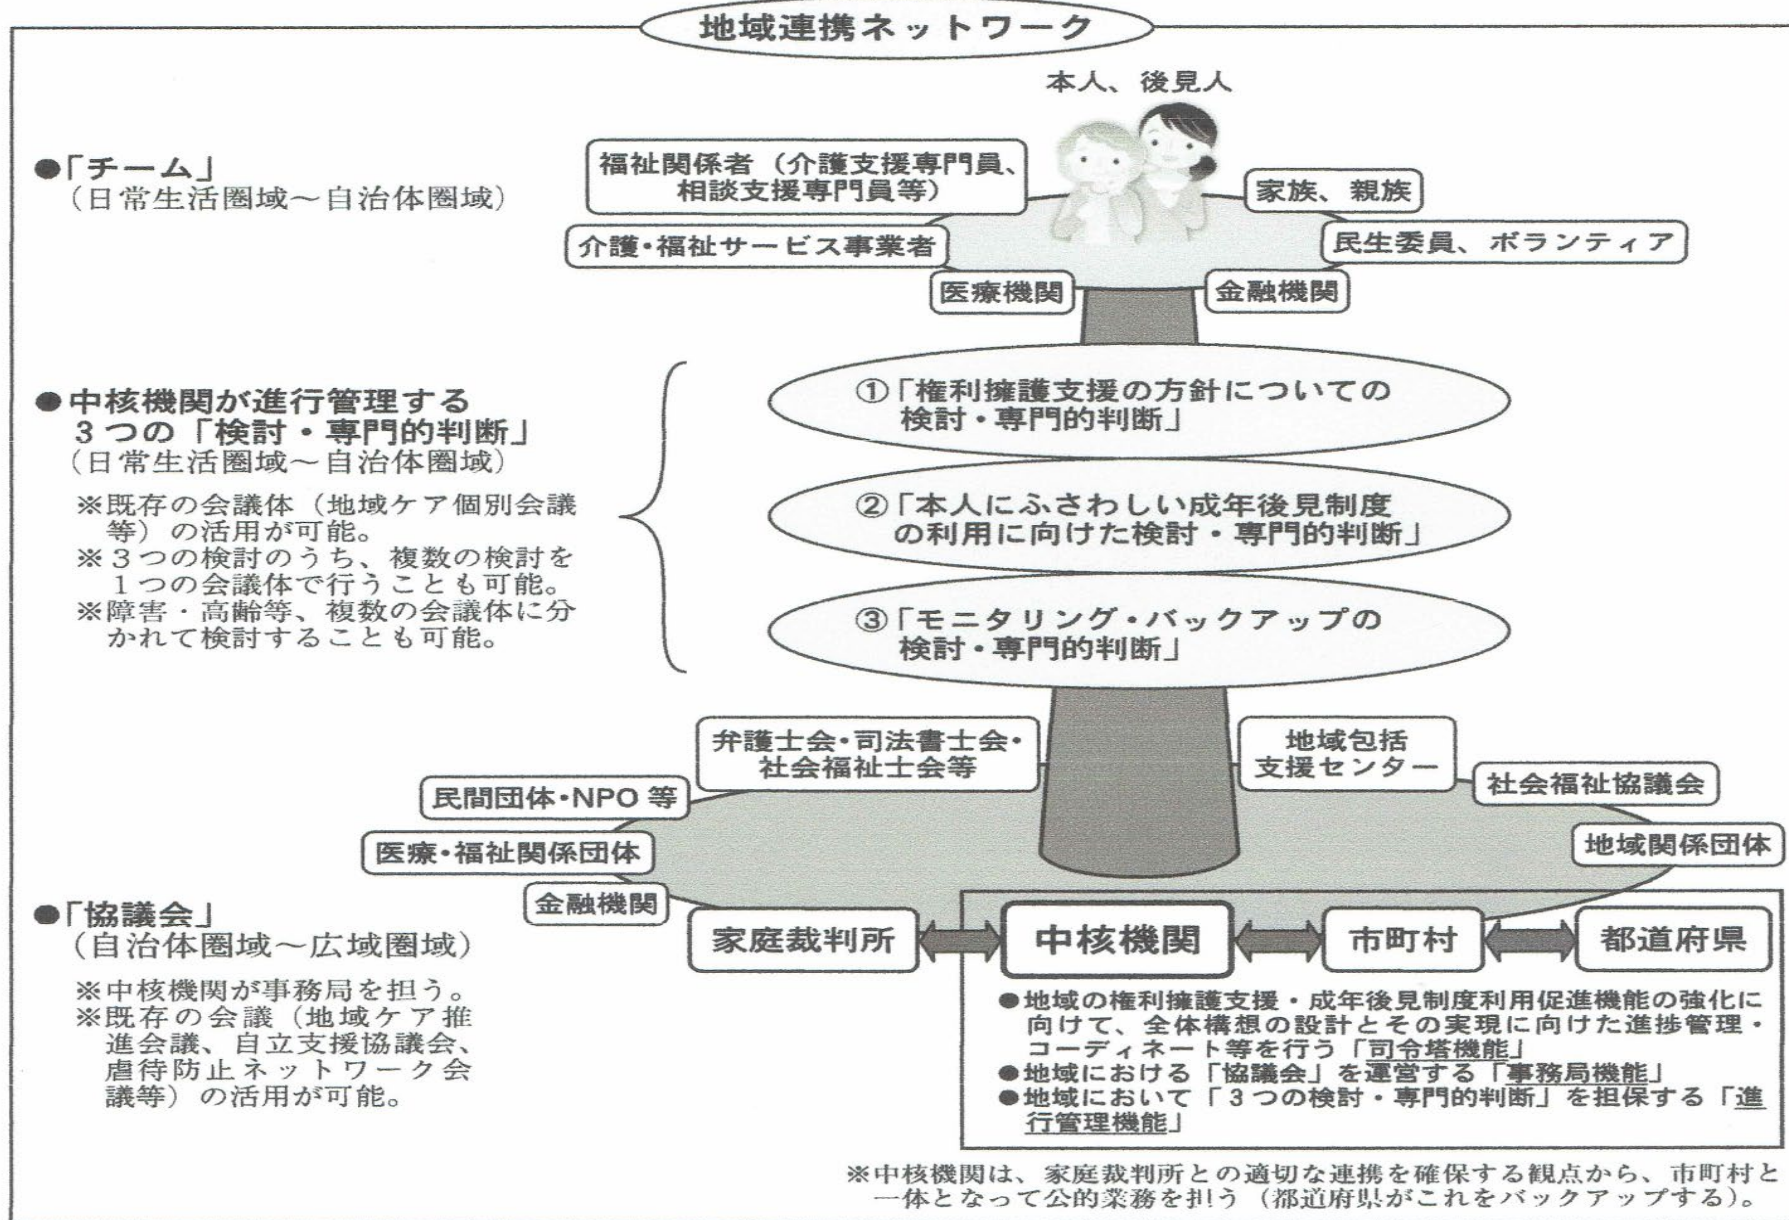 地域連携ネットワーク
本人、後見人
●「チーム」
(日常生活圏域~自治体圏域)
福祉関係者(介護支援専門員、
相談支援専門員等)
家族、親族
介護・福祉サービス事業者
民生委員、ボランティア
医療機関
金融機関
●中核機関が進行管理する
3つの「検討・専門的判断」
(日常生活圏域~自治体圏域)
※既存の会議体(地域ケア個別会議
等)の活用が可能。
※3つの検討のうち、複数の検討を
1つの会議体で行うことも可能。
※障害・高齢等、複数の会議体に分
かれて検討することも可能。
①「権利擁護支援の方針についての
検討・専門的判断」
②「本人にふさわしい成年後見制度
の利用に向けた検討・専門的判断」
③「モニタリング・バックアップの
検討・専門的判断」
弁護士会・司法書士会・
社会福祉士会等
地域包括
支援センター
民間団体・NPO 等
社会福祉協議会
医療・福祉関係団体
地域関係団体
金融機関
●「協議会」
(自治体圏域~広域圏域)
※中核機関が事務局を担う。
※既存の会議(地域ケア推
進会議、自立支援協議会、
虐待防止ネットワーク会
議等)の活用が可能。
家庭裁判所
中核機関
市町村
都道府県
●地域の権利擁護支援・成年後見制度利用促進機能の強化に
向けて、全体構想の設計とその実現に向けた進捗管理・
コーディネート等を行う「司令塔機能」
●地域における「協議会」を運営する「事務局機能」
●地域において「3つの検討・専門的判断」を担保する「進
行管理機能」
※中核機関は、家庭裁判所との適切な連携を確保する観点から、市町村と
一体となって公的業務を担う(都道府県がこれをバックアップする)。